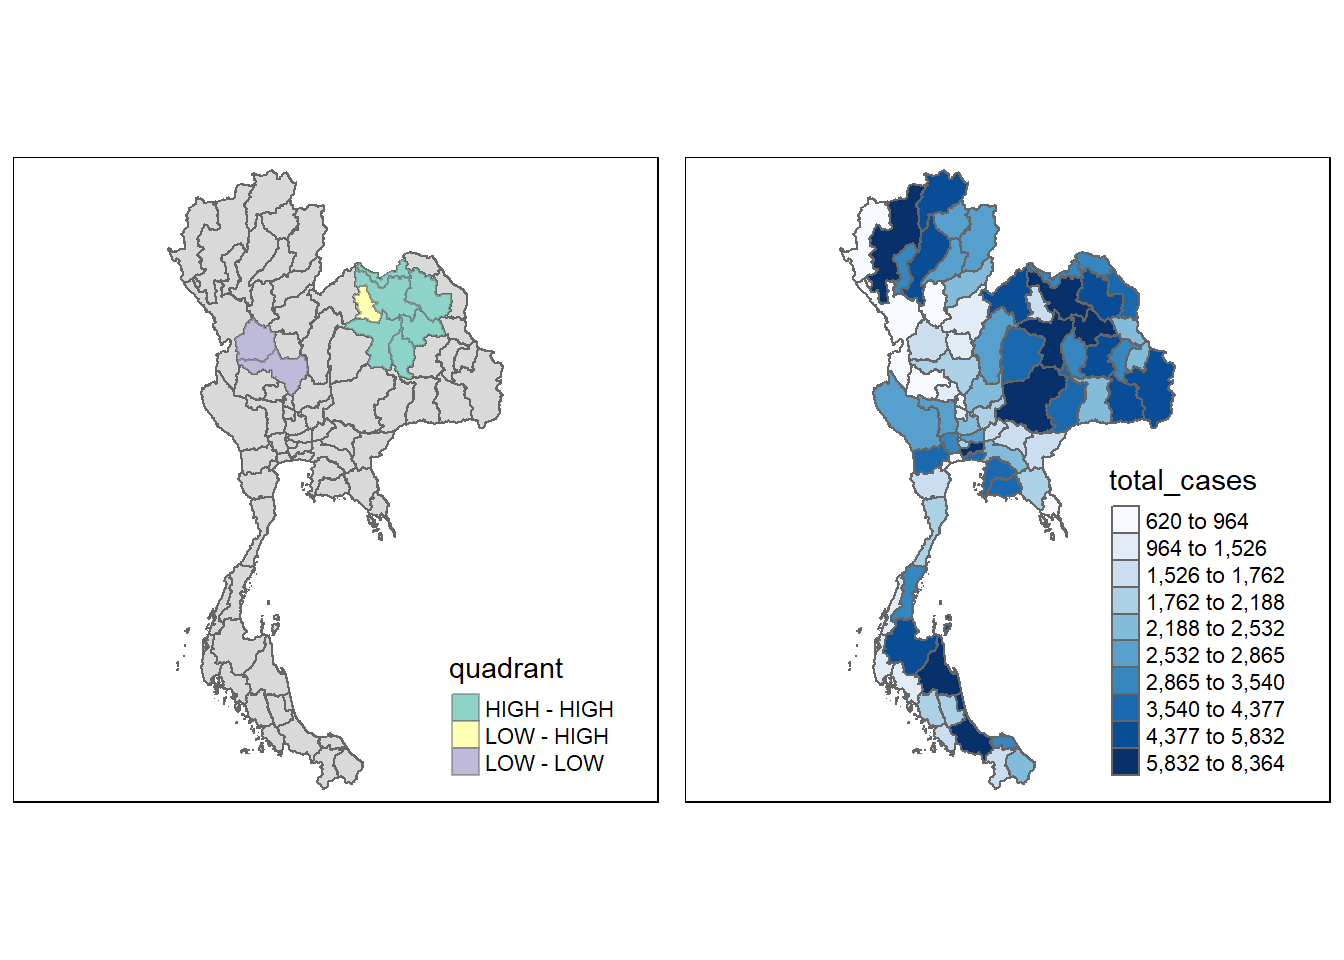 quadrant
HIGH - HIGH
LOW - HIGH
LOW - LOW
total_cases
620 to 964
964 to 1,526
1,526 to 1,762
1,762 to 2,188
2,188 to 2,532
2,532 to 2,865
2,865 to 3,540
3,540 to 4,377
4,377 to 5,832
5,832 to 8,364